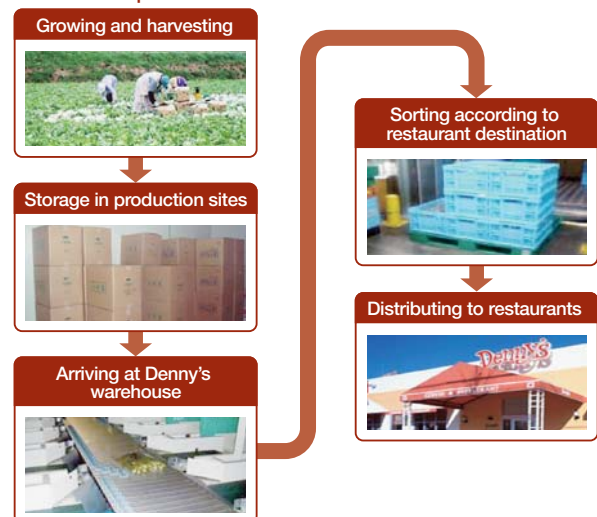 Growing and harvesting
Storage in production sites
Arriving at Denny's
warehouse
Sorting according to
restaurant destination
Distributing to restaurants
Denny's